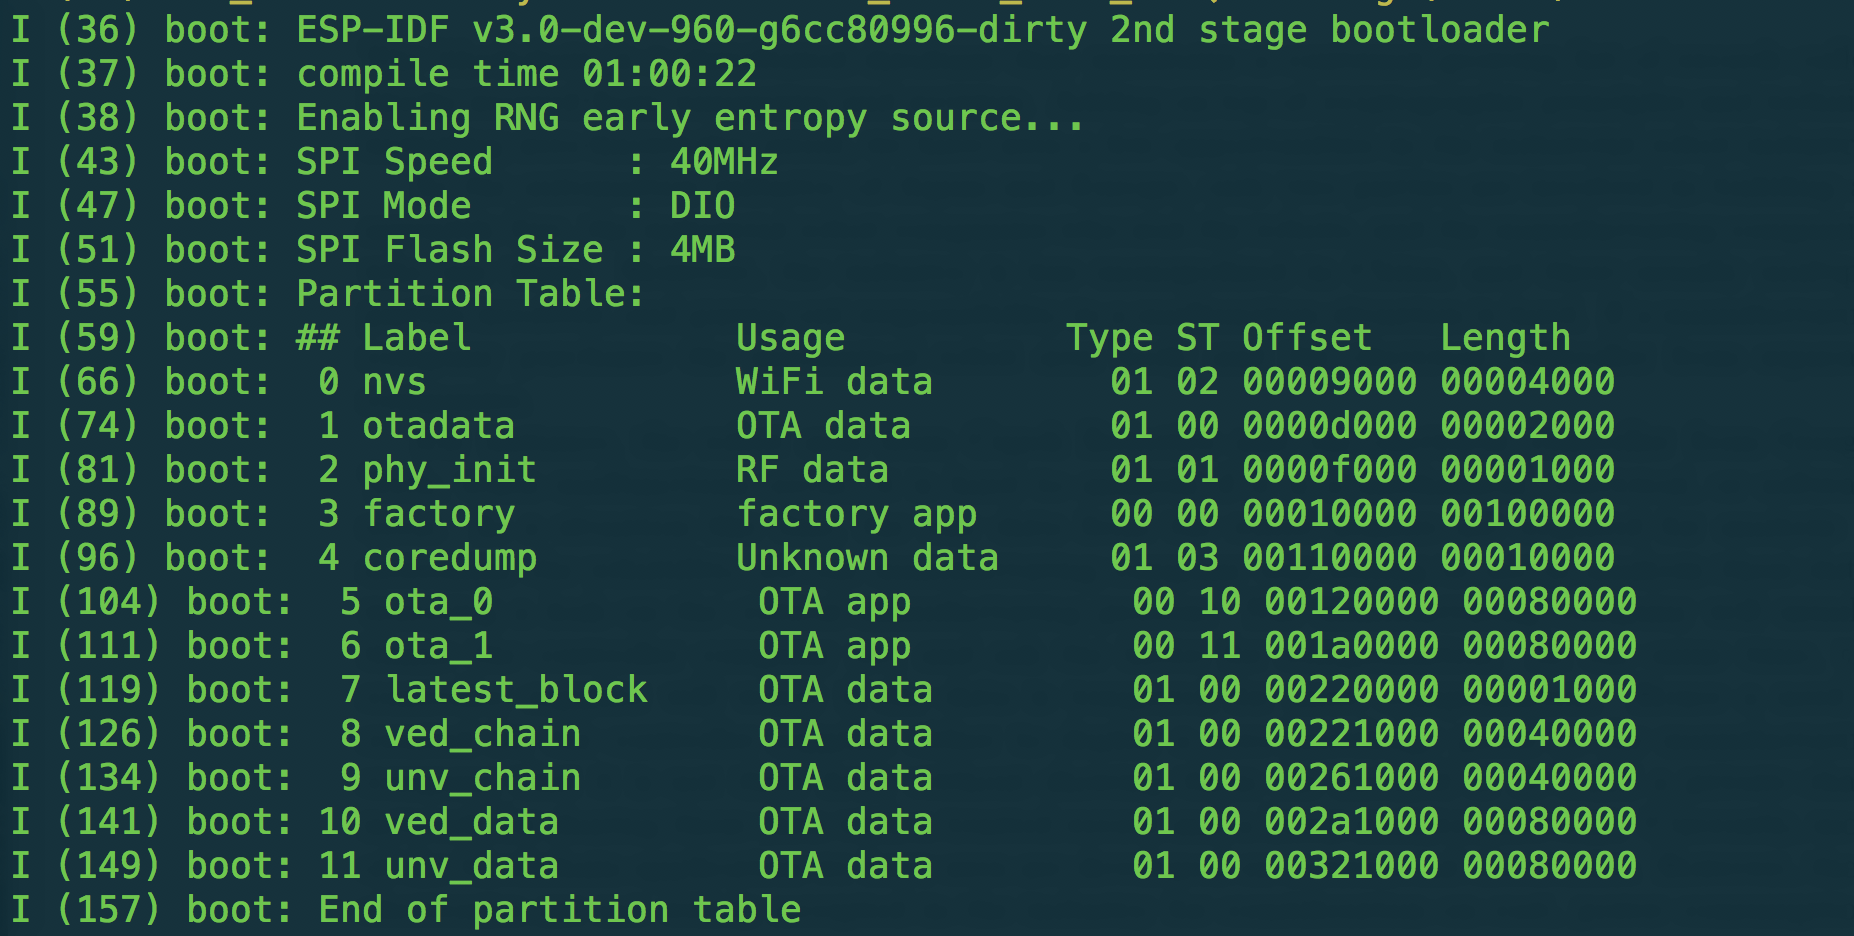 I (36) boot: ESP-IDF v3.0-dev-960-g6cc80996-dirty 2nd stage bootloader
I (37) boot: compile time 01:00:22
I (38) boot: Enabling RNG early entropy source...
I (43) boot: SPI Speed      : 40MHz
I (47) boot: SPI Mode       : DIO
I (51) boot: SPI Flash Size : 4MB
I (55) boot: Partition Table:
I (59) boot: ## Label            Usage          Type ST Offset   Length
I (66) boot:  0 nvs              WiFi data        01 02 00009000 00004000
I (74) boot:  1 otadata          OTA data         01 00 0000d000 00002000
I (81) boot:  2 phy_init         RF data          01 01 0000f000 00001000
I (89) boot:  3 factory          factory app      00 00 00010000 00100000
I (96) boot:  4 coredump         Unknown data     01 03 00110000 00010000
I (104) boot:  5 ota_0            OTA app          00 10 00120000 00080000
I (111) boot:  6 ota_1            OTA app          00 11 001a0000 00080000
I (119) boot:  7 latest_block     OTA data         01 00 00220000 00001000
I (126) boot:  8 ved_chain        OTA data         01 00 00221000 00040000
I (134) boot:  9 unv_chain        OTA data         01 00 00261000 00040000
I (141) boot: 10 ved_data         OTA data         01 00 002a1000 00080000
I (149) boot: 11 unv_data         OTA data         01 00 00321000 00080000
I (157) boot: End of partition table